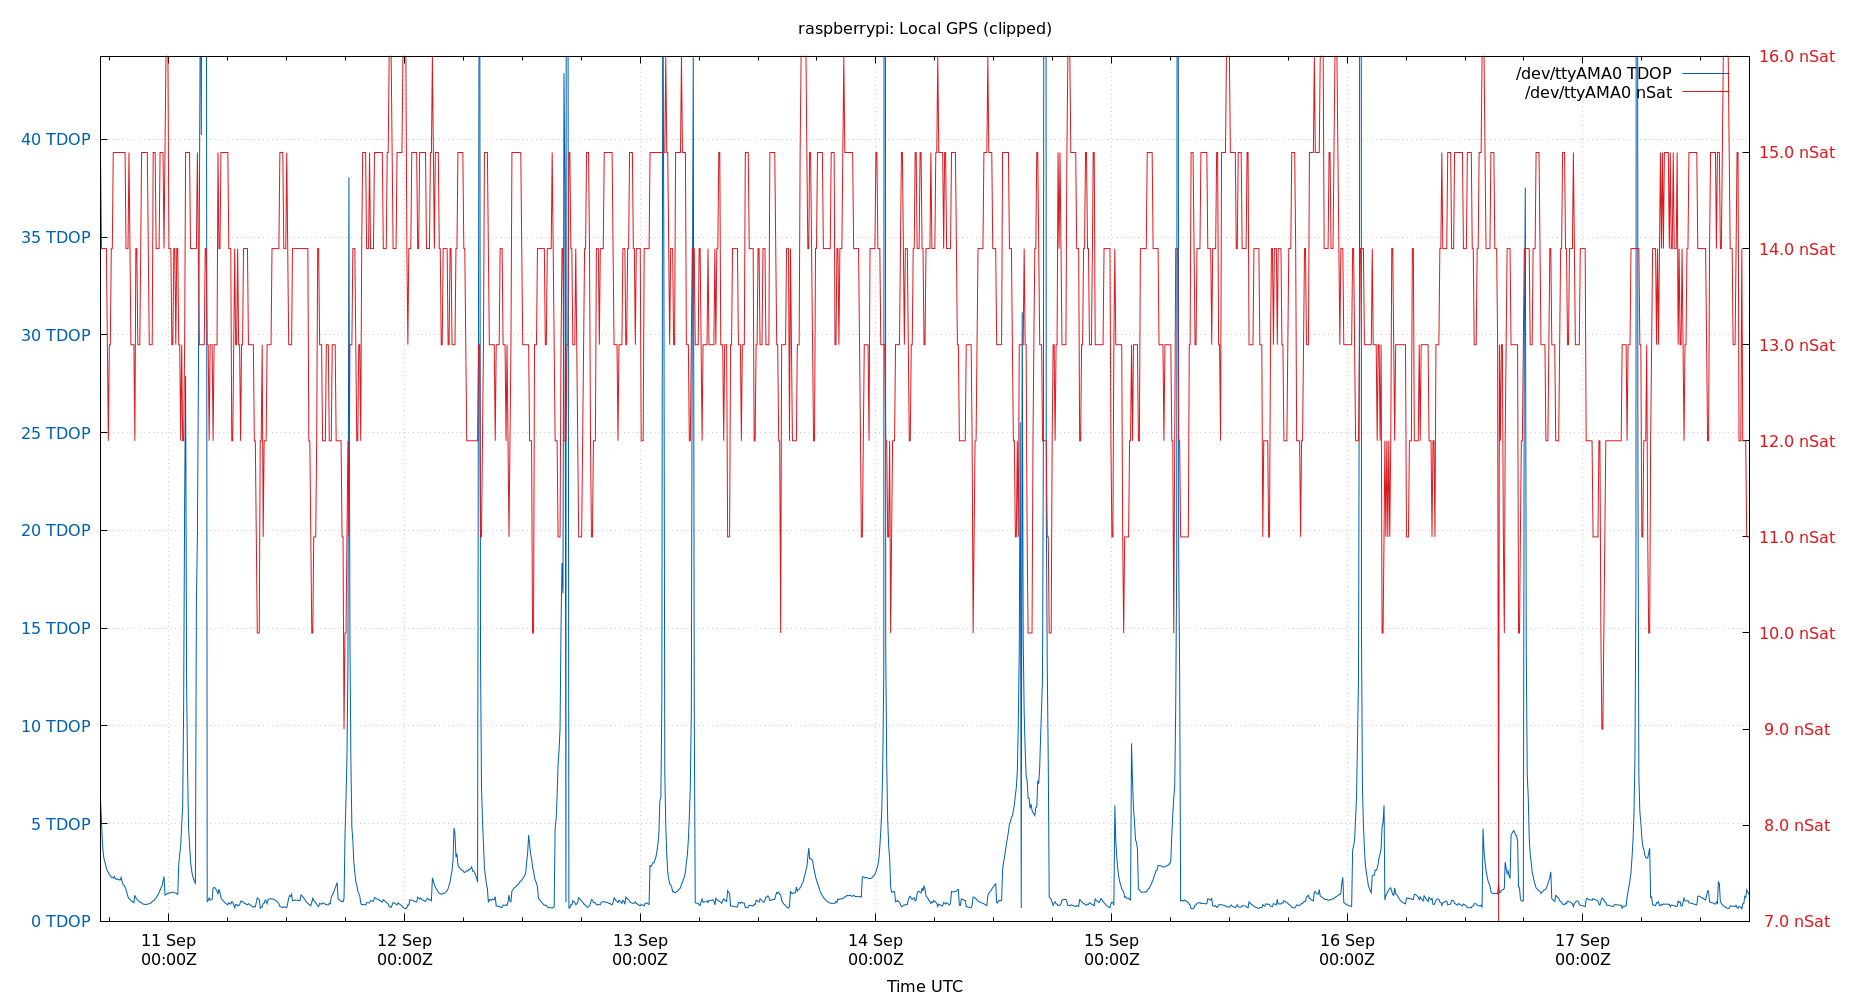 raspberrypi: Local GPS (clipped)
/dev/ttyAMA0 TDOP
/dev/ttyAMA0 nSat
40 TDOP
35 TDOP
30 TDOP
25 TDOP
20 TDOP
15 TDOP
10 TDOP
5 TDOP
0 TDOP
16.0 nSat
15.0 nSat
14.0 nSat
13.0 nSat
12.0 nSat
11.0 nSat
10.0 nSat
9.0 nSat
8.0 nSat
7.0 nSat
11 Sep
00:00Z
12 Sep
00:00Z
13 Sep
00:00Z
14 Sep
00:00Z
15 Sep
00:00Z
16 Sep
00:00Z
17 Sep
00:00Z
Time UTC